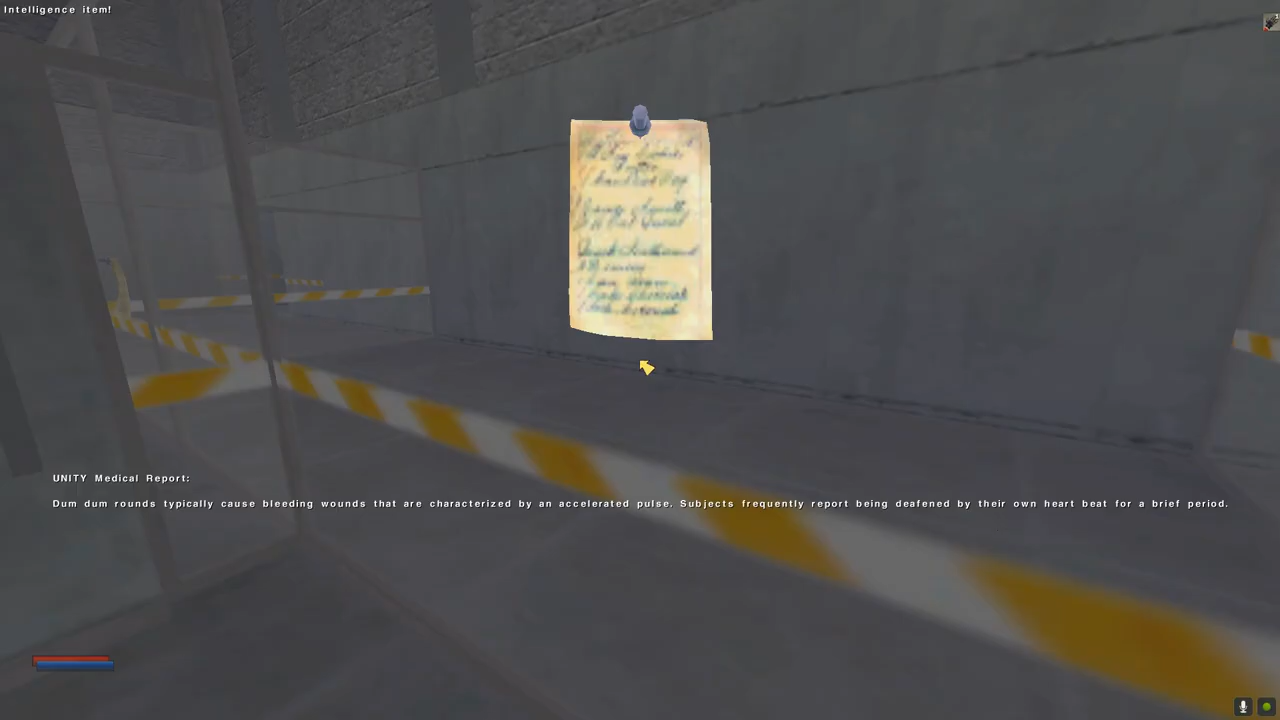 Intelligence item!
UNITY Medical Report:
Dum dum rounds typically cause bleeding wounds that are characterized by an accelerated pulse. Subjects frequently report being deafened by their own heart beat for a brief period.